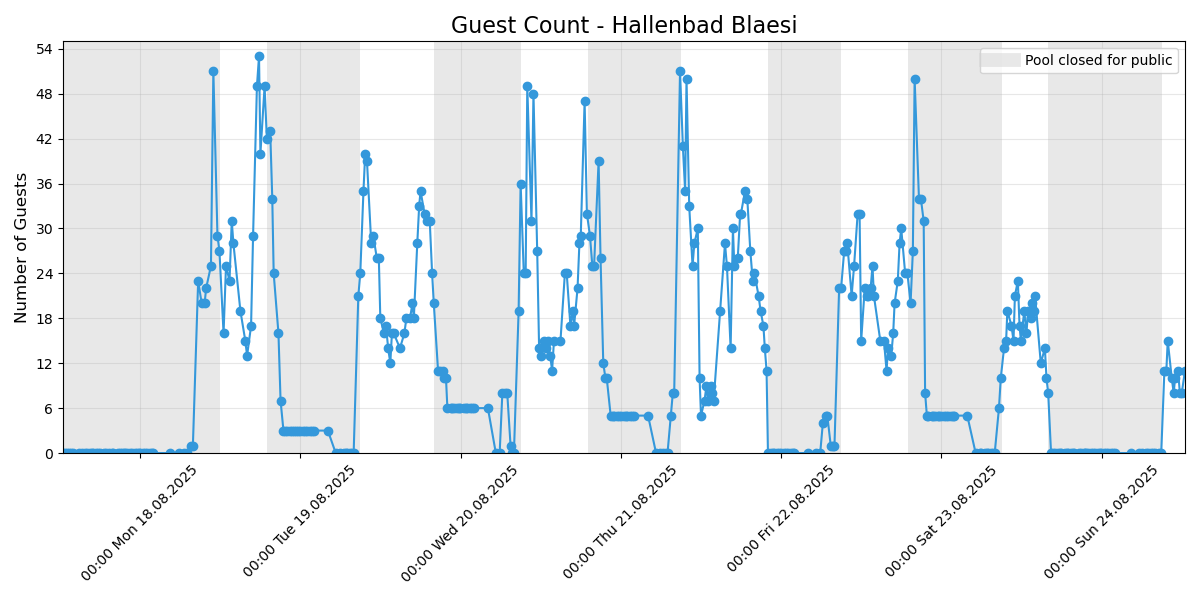 Guest Count - Hallenbad Blaesi
Pool closed for public
Number of Guests
54
48
42
36
30
24
18
12
6
0
00:00 Mon 18.08.2025
00:00 Tue 19.08.2025
00:00 Wed 20.08.2025
00:00 Thu 21.08.2025
00:00 Fri 22.08.2025
00:00 Sat 23.08.2025
00:00 Sun 24.08.2025